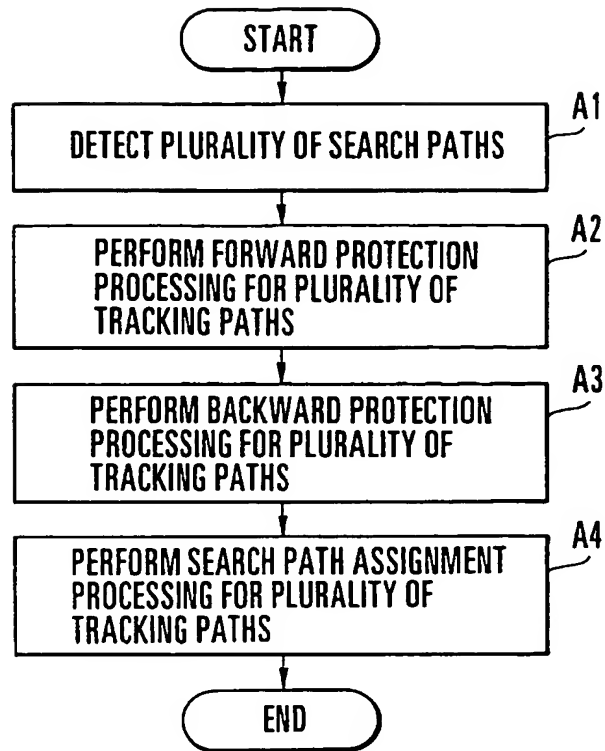 START
A1
DETECT PLURALITY OF SEARCH PATHS
A2
PERFORM FORWARD PROTECTION
PROCESSING FOR PLURALITY OF
TRACKING PATHS
A3
PERFORM BACKWARD PROTECTION
PROCESSING FOR PLURALITY OF
TRACKING PATHS
A4
PERFORM SEARCH PATH ASSIGNMENT
PROCESSING FOR PLURALITY OF
TRACKING PATHS
END